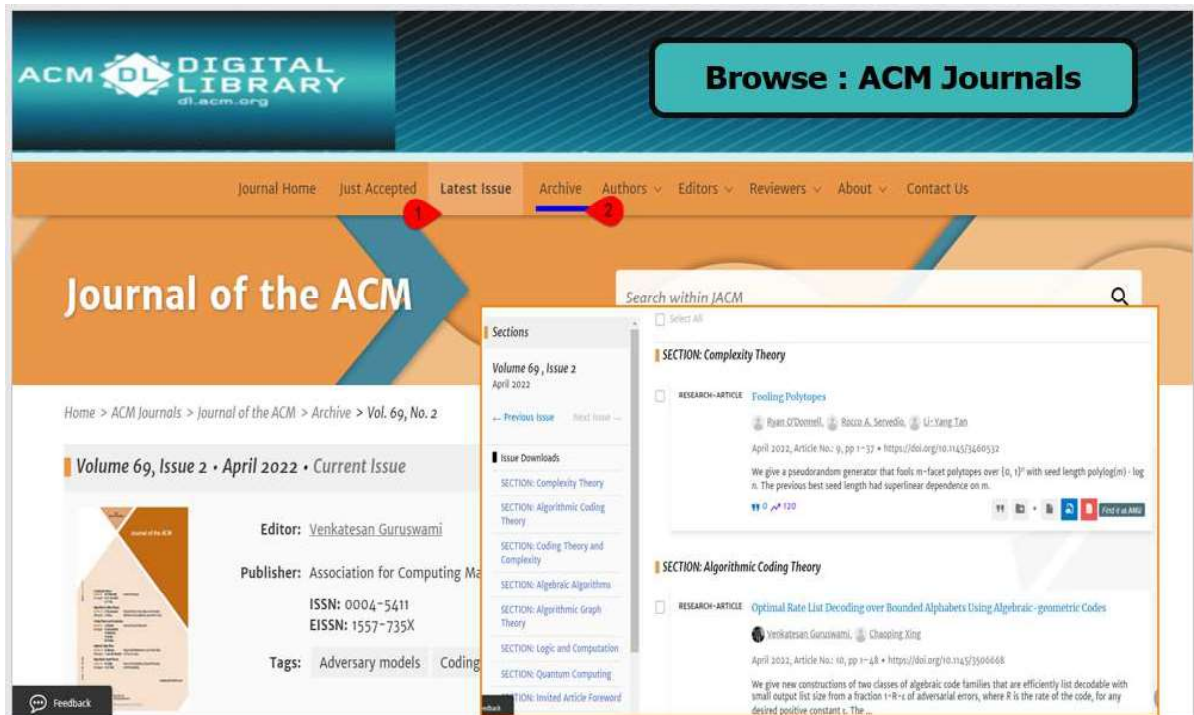 ACM DL DIGITAL
LIBRARY
dl.acm.org
Browse : ACM Journals
Journal Home Just Accepted Latest Issue Archive Authors Editors Reviewers About Contact Us
1 2
Journal of the ACM
Search within JACM
Home > ACM Journals > Journal of the ACM > Archive > Vol. 69, No. 2
Volume 69, Issue 2 • April 2022 • Current Issue
Editor: Venkatesan Guruswami
Publisher: Association for Computing Ma
ISSN: 0004-5411
EISSN: 1557-735X
Tags: Adversary models Coding
Feedback
Sections
Volume 69 , Issue 2
April 2022
← Previous Issue Next Issue →
Issue Downloads
SECTION: Complexity Theory
SECTION: Algorithmic Coding
Theory
SECTION: Coding Theory and
Complexity
SECTION: Algebraic Algorithms
SECTION: Algorithmic Graph
Theory
SECTION: Logic and Computation
SECTION: Quantum Computing
SECTION: Invited Article Foreword
Select All
SECTION: Complexity Theory
RESEARCH-ARTICLE Fooling Polytopes
Ryan O'Donnell, Rocco A. Servedio, Li-Yang Tan
April 2022, Article No.: 9, pp 1–37 • https://doi.org/10.1145/3460532
We give a pseudorandom generator that fools m-facet polytopes over {0, 1}ⁿ with seed length polylog(m) · log
n. The previous best seed length had superlinear dependence on m.
0 120
Find it at ANU
SECTION: Algorithmic Coding Theory
RESEARCH-ARTICLE Optimal Rate List Decoding over Bounded Alphabets Using Algebraic-geometric Codes
Venkatesan Guruswami, Chaoping Xing
April 2022, Article No.: 10, pp 1–48 • https://doi.org/10.1145/3506668
We give new constructions of two classes of algebraic code families that are efficiently list decodable with
small output list size from a fraction 1-R-ε of adversarial errors, where R is the rate of the code, for any
desired positive constant ε. The ...